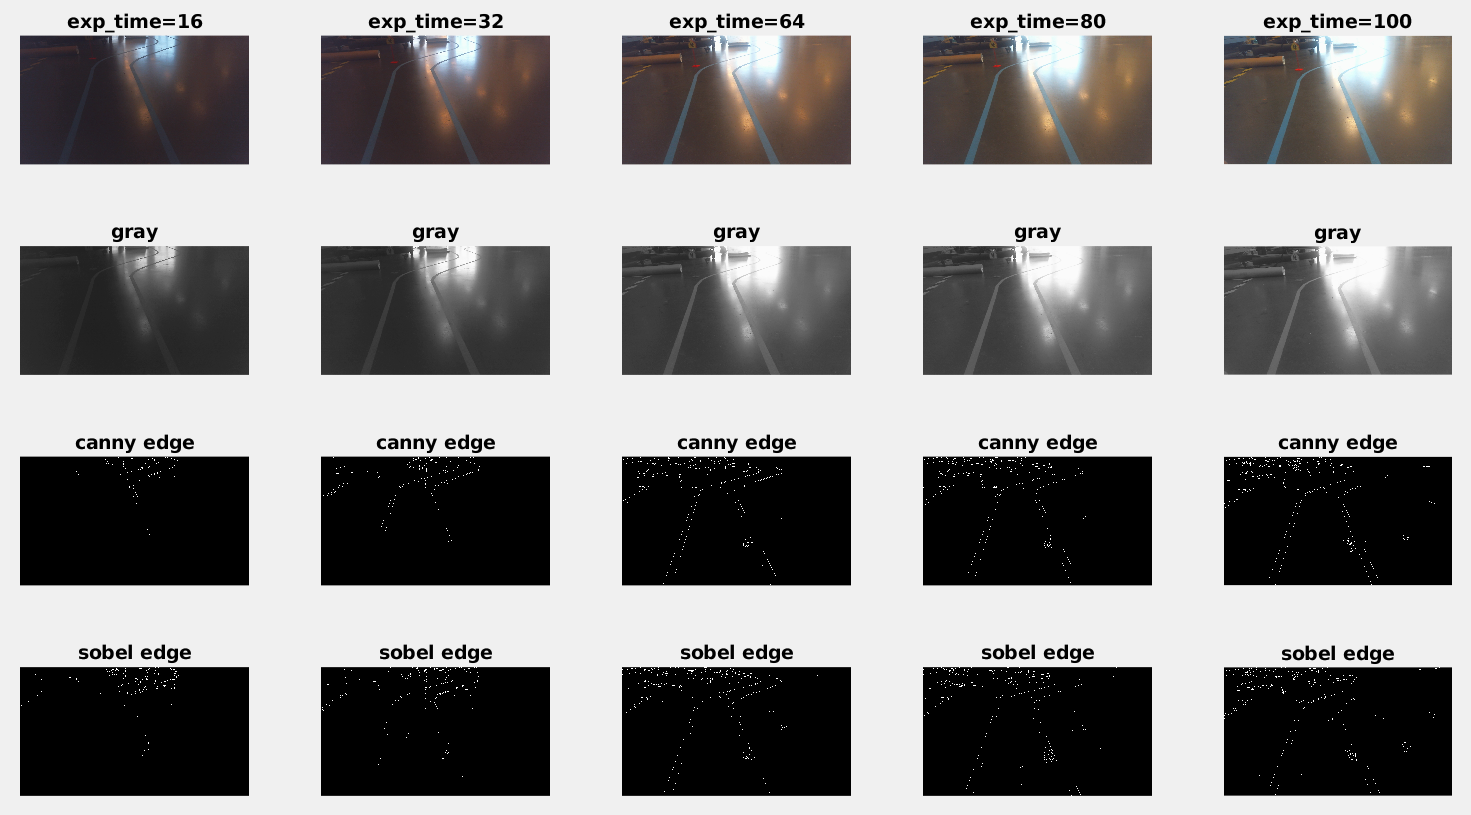 exp_time=16 exp_time=32 exp_time=64 exp_time=80 exp_time=100
gray gray gray gray gray
canny edge canny edge canny edge canny edge canny edge
sobel edge sobel edge sobel edge sobel edge sobel edge